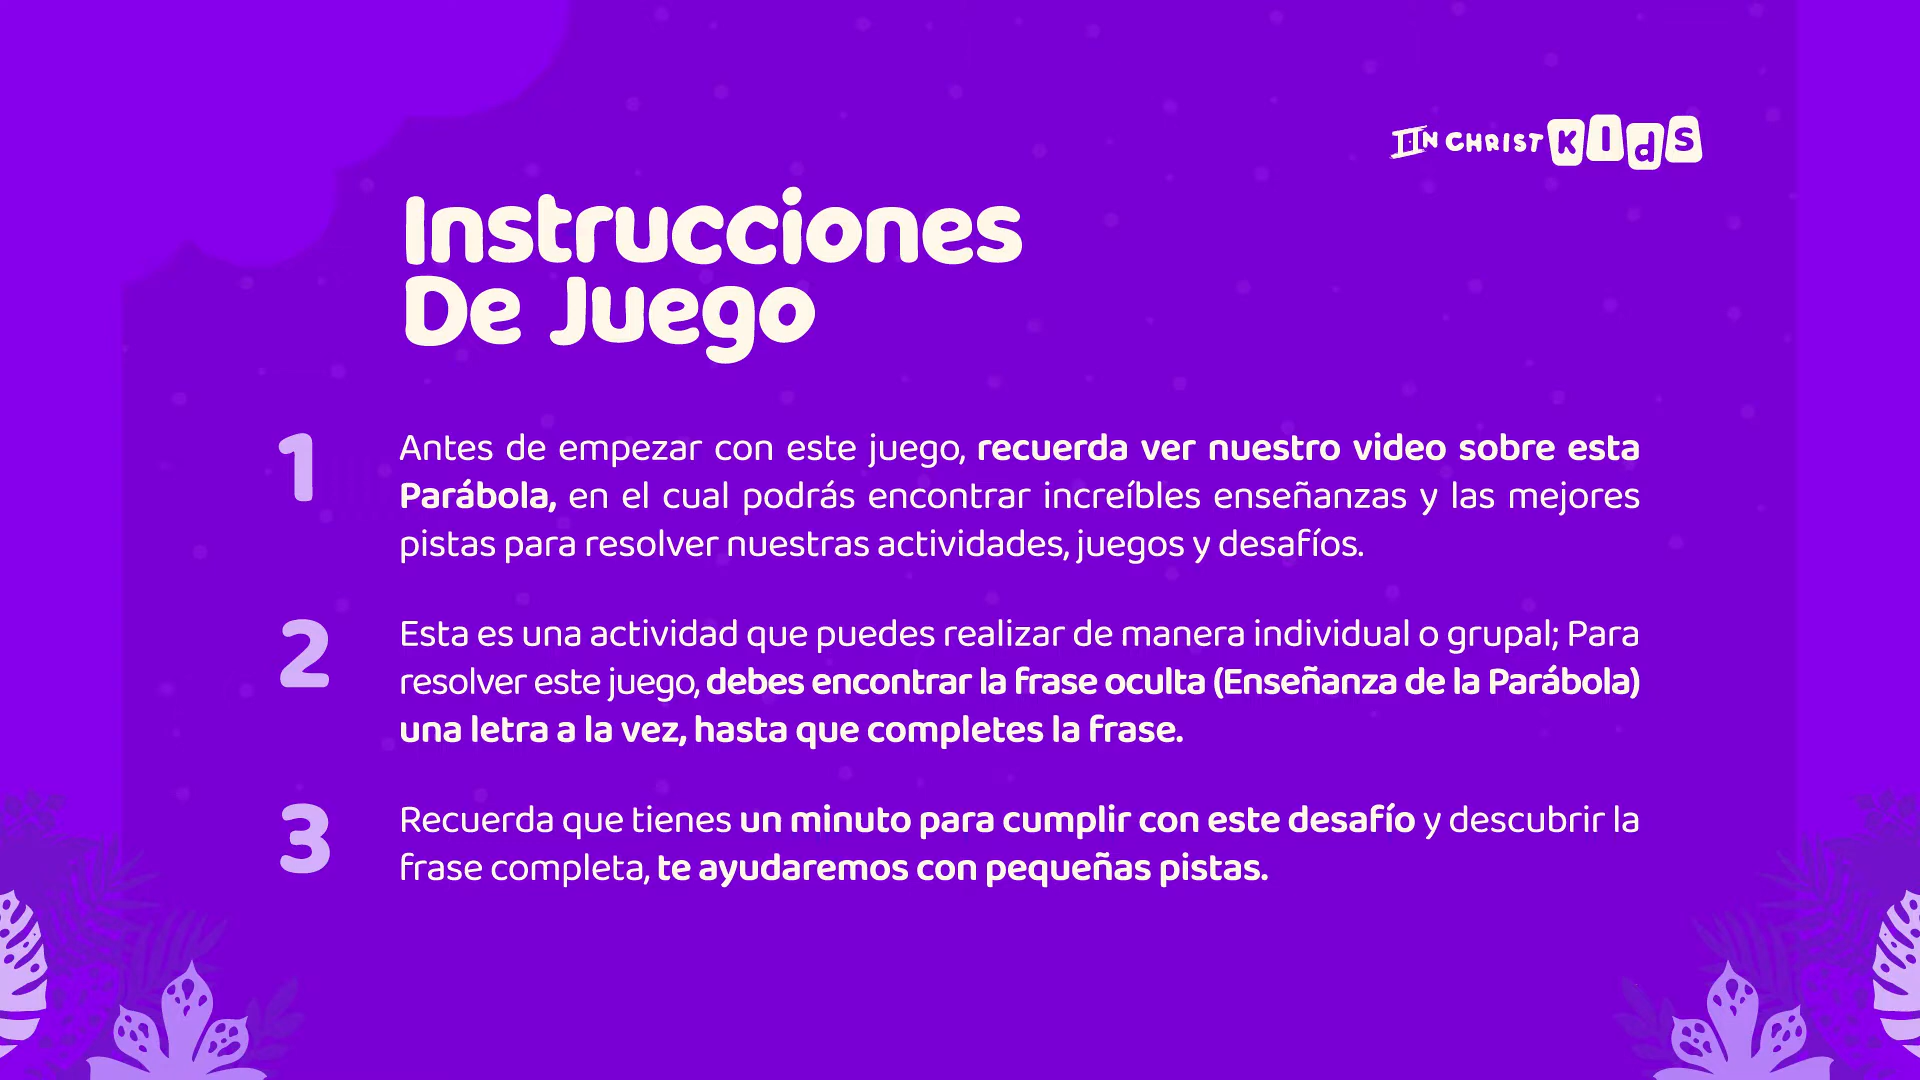 IN CHRIST KIdS
Instrucciones
De Juego
1
Antes de empezar con este juego, recuerda ver nuestro video sobre esta
Parábola, en el cual podrás encontrar increíbles enseñanzas y las mejores
pistas para resolver nuestras actividades, juegos y desafíos.
2
Esta es una actividad que puedes realizar de manera individual o grupal; Para
resolver este juego, debes encontrar la frase oculta (Enseñanza de la Parábola)
una letra a la vez, hasta que completes la frase.
3
Recuerda que tienes un minuto para cumplir con este desafío y descubrir la
frase completa, te ayudaremos con pequeñas pistas.